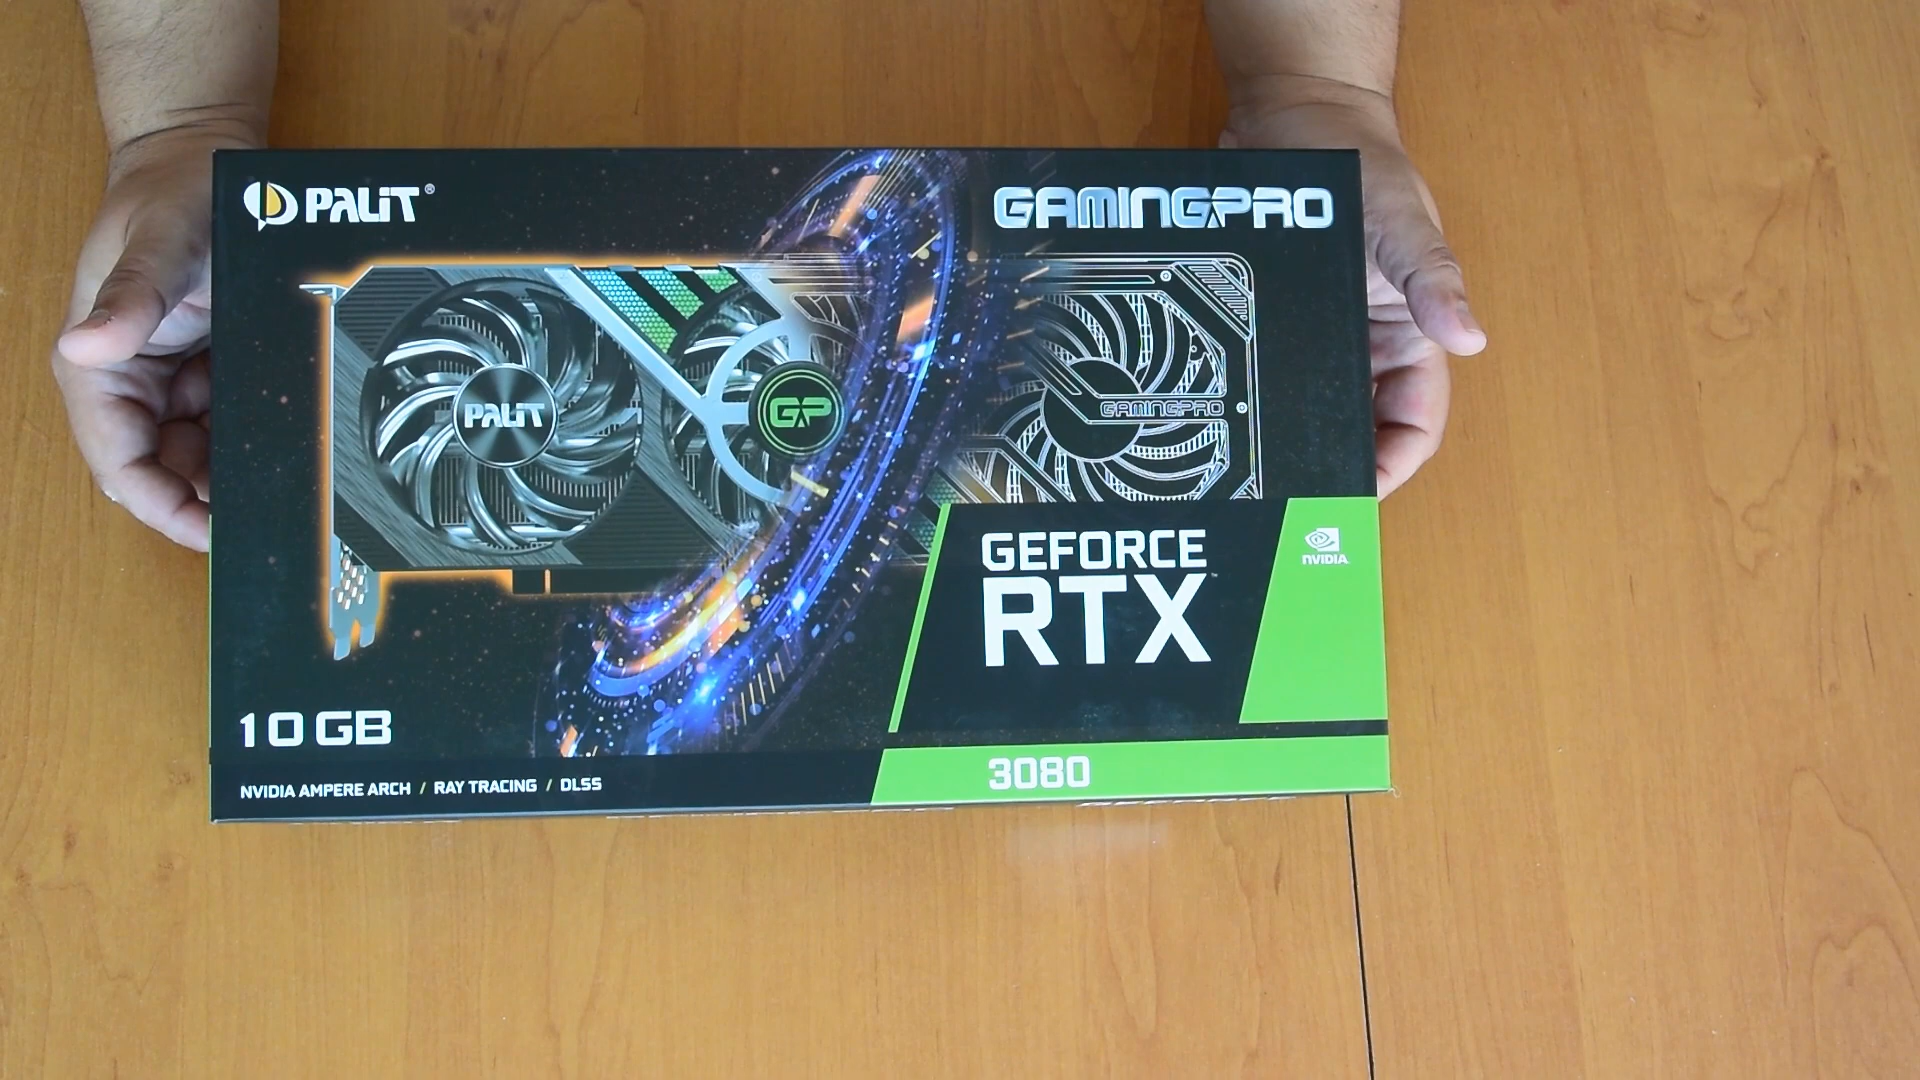 PALiT®
GAMINGPRO
PALiT
GP
GAMINGPRO
GEFORCE
RTX
NVIDIA
10 GB
3080
NVIDIA AMPERE ARCH / RAY TRACING / DLSS